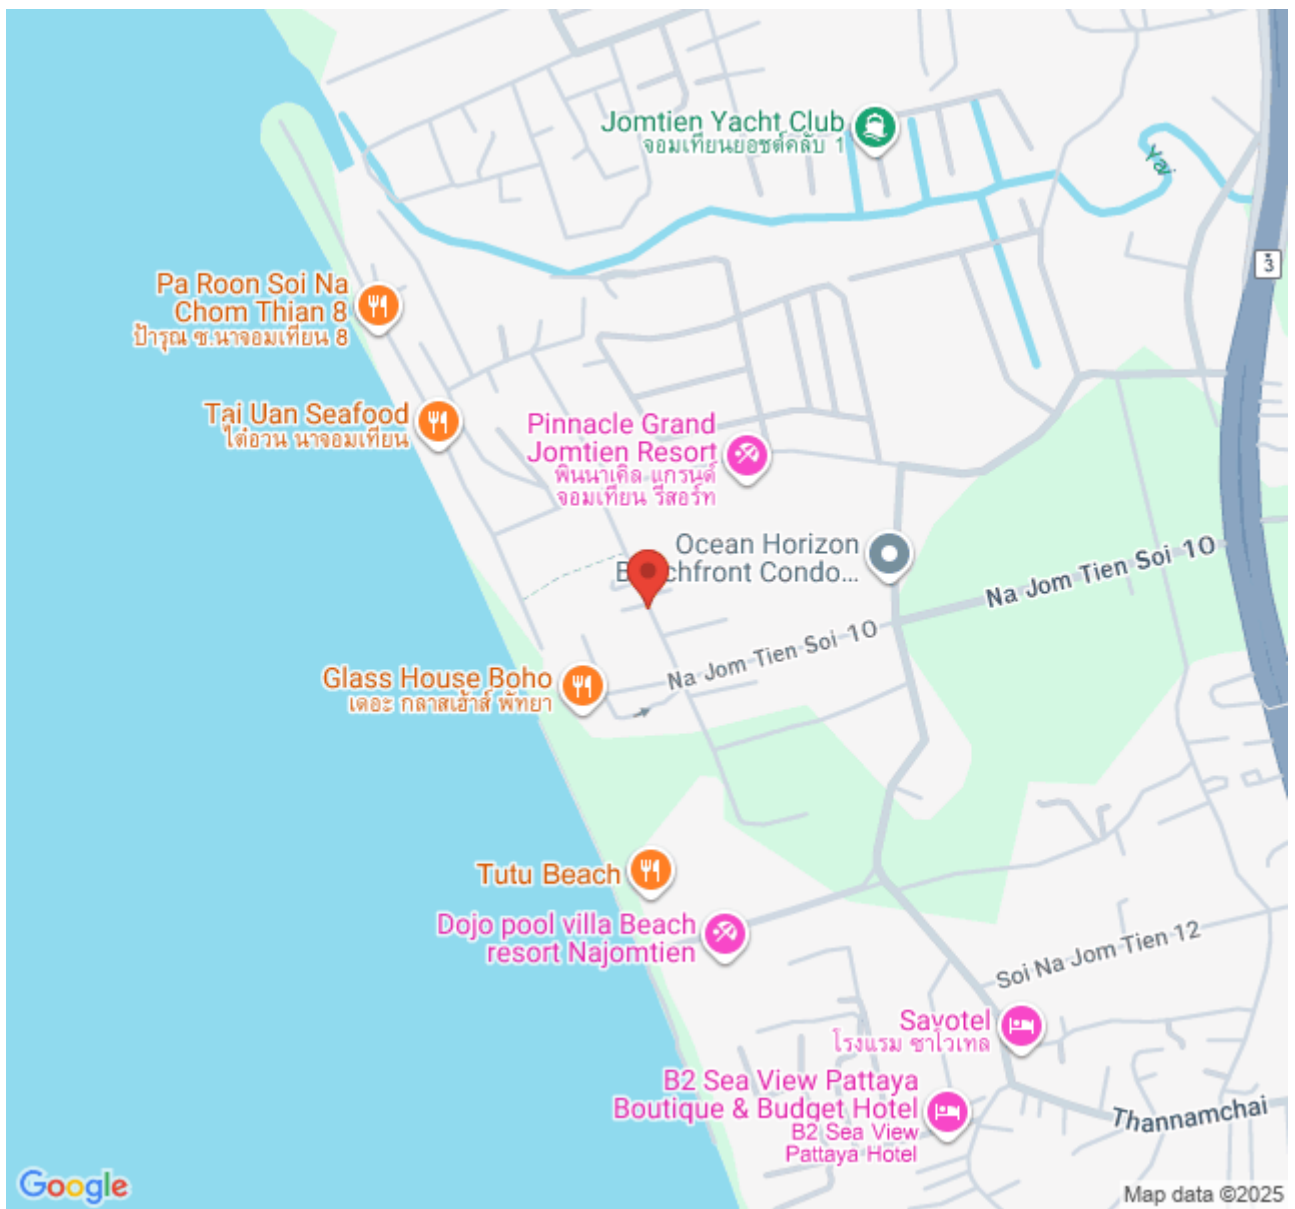 Jomtien Yacht Club
จอมเทียนยอชต์คลับ 1
Yai
3
Pa Roon Soi Na
Chom Thian 8
ป้ารุณ ซ.นาจอมเทียน 8
Tai Uan Seafood
ไต๋อวน นาจอมเทียน
Pinnacle Grand
Jomtien Resort
พินนาเคิล แกรนด์
จอมเทียน รีสอร์ท
Ocean Horizon
chfront Condo...
Na Jom Tien Soi 10
Na Jom Tien Soi 10
Glass House Boho
เดอะ กลาสเฮ้าส์ พัทยา
Tutu Beach
Dojo pool villa Beach
resort Najomtien
Soi Na Jom Tien 12
Savotel
โรงแรม ซาโวเทล
B2 Sea View Pattaya
Boutique & Budget Hotel
B2 Sea View
Pattaya Hotel
Thannamchai
Google
Map data ©2025